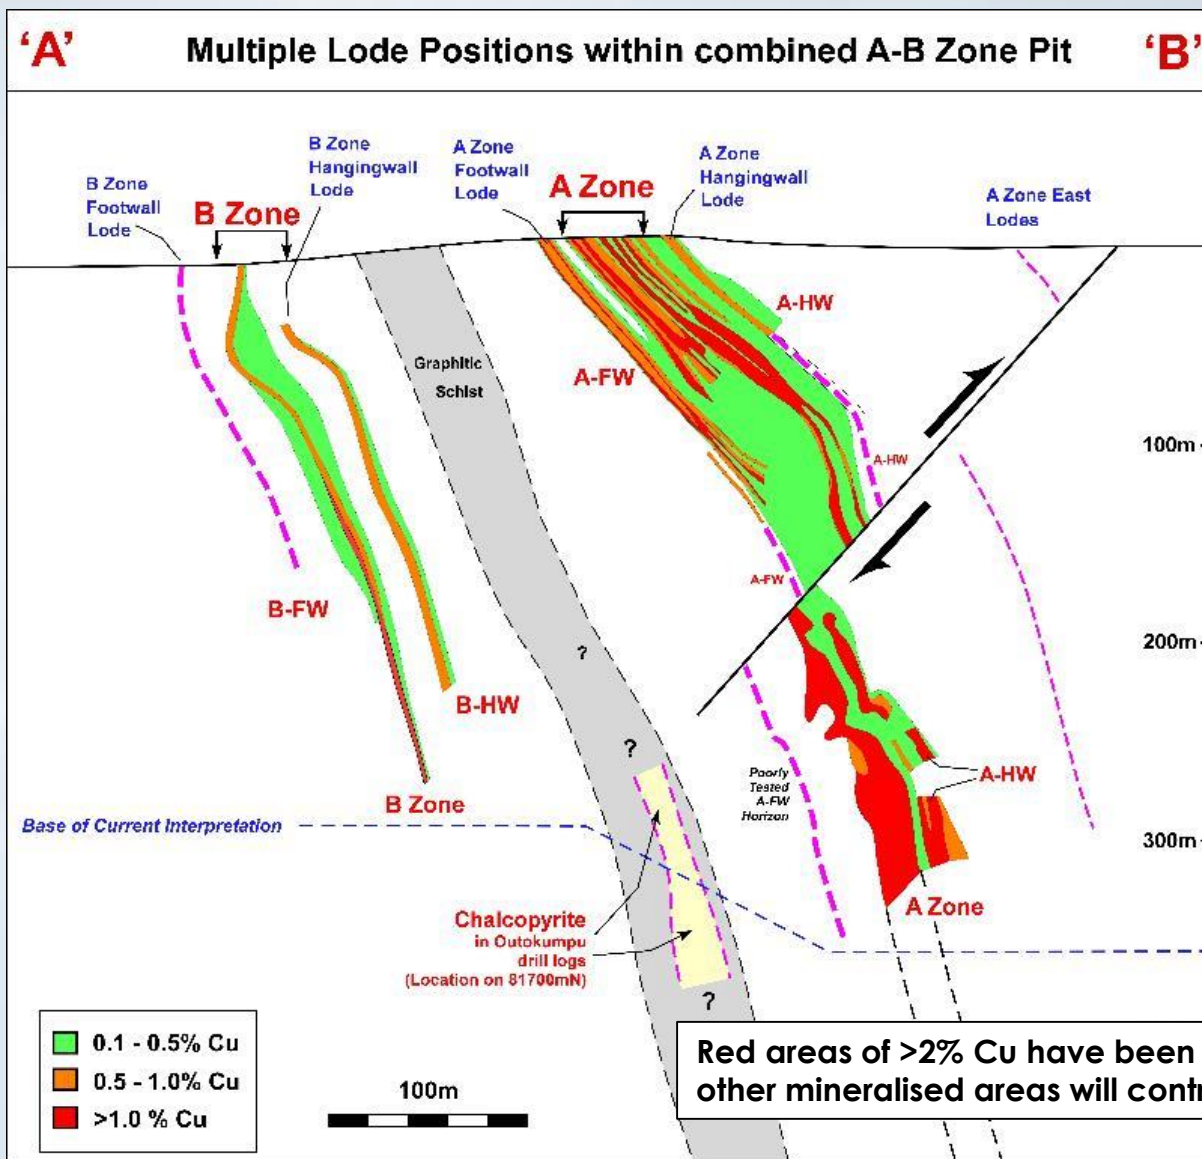 ‘A’
Multiple Lode Positions within combined A-B Zone Pit
‘B’
B Zone
Footwall
Lode
B Zone
B Zone
Hangingwall
Lode
A Zone
Footwall
Lode
A Zone
A Zone
Hangingwall
Lode
A Zone East
Lodes
A-HW
Graphitic
Schist
A-FW
100m
A-HW
A-FW
B-FW
200m
?
B-HW
?
Poorly
Tested
A-FW
Horizon
A-HW
B Zone
Base of Current Interpretation
300m
A Zone
Chalcopyrite
in Outokumpu
drill logs
(Location on 81700mN)
?
0.1 - 0.5% Cu
0.5 - 1.0% Cu
>1.0 % Cu
100m
Red areas of >2% Cu have been
other mineralised areas will contr